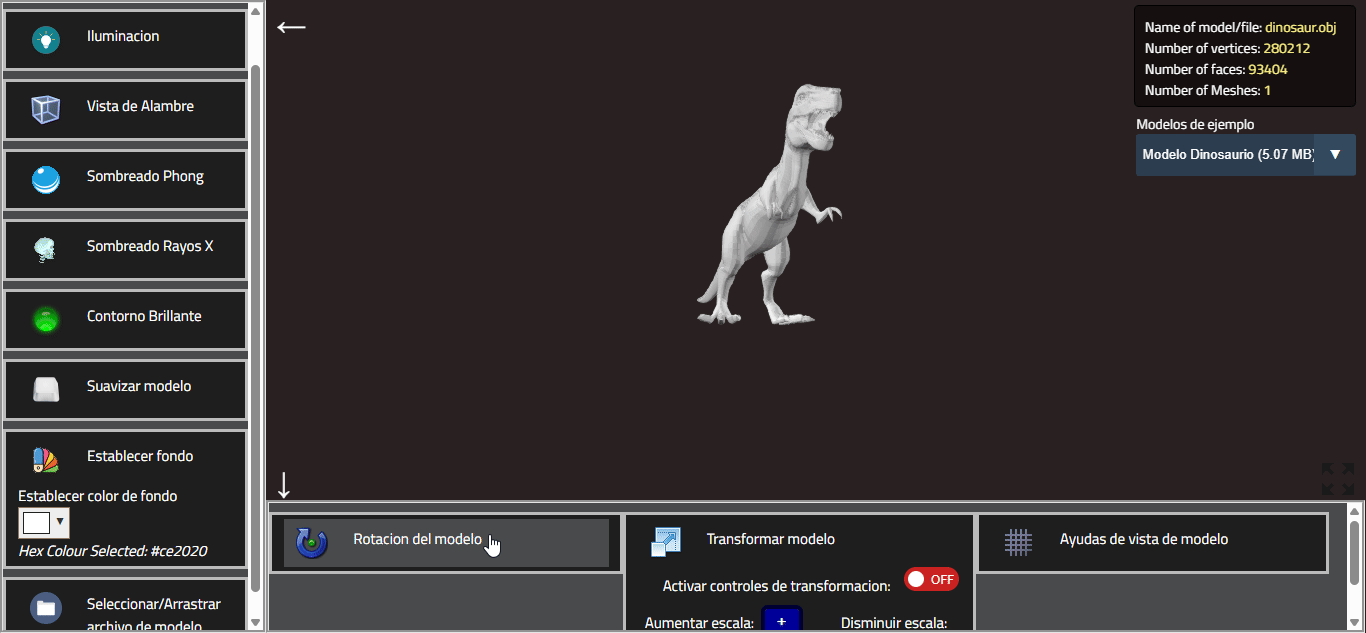 Iluminacion
Vista de Alambre
Sombreado Phong
Sombreado Rayos X
Contorno Brillante
Suavizar modelo
Establecer fondo
Establecer color de fondo
Hex Colour Selected: #ce2020
Seleccionar/Arrastrar
archivo de modelo
Name of model/file: dinosaur.obj
Number of vertices: 280212
Number of faces: 93404
Number of Meshes: 1
Modelos de ejemplo
Modelo Dinosaurio (5.07 MB)
Rotacion del modelo
Transformar modelo
Activar controles de transformacion: OFF
Aumentar escala: + Disminuir escala:
Ayudas de vista de modelo